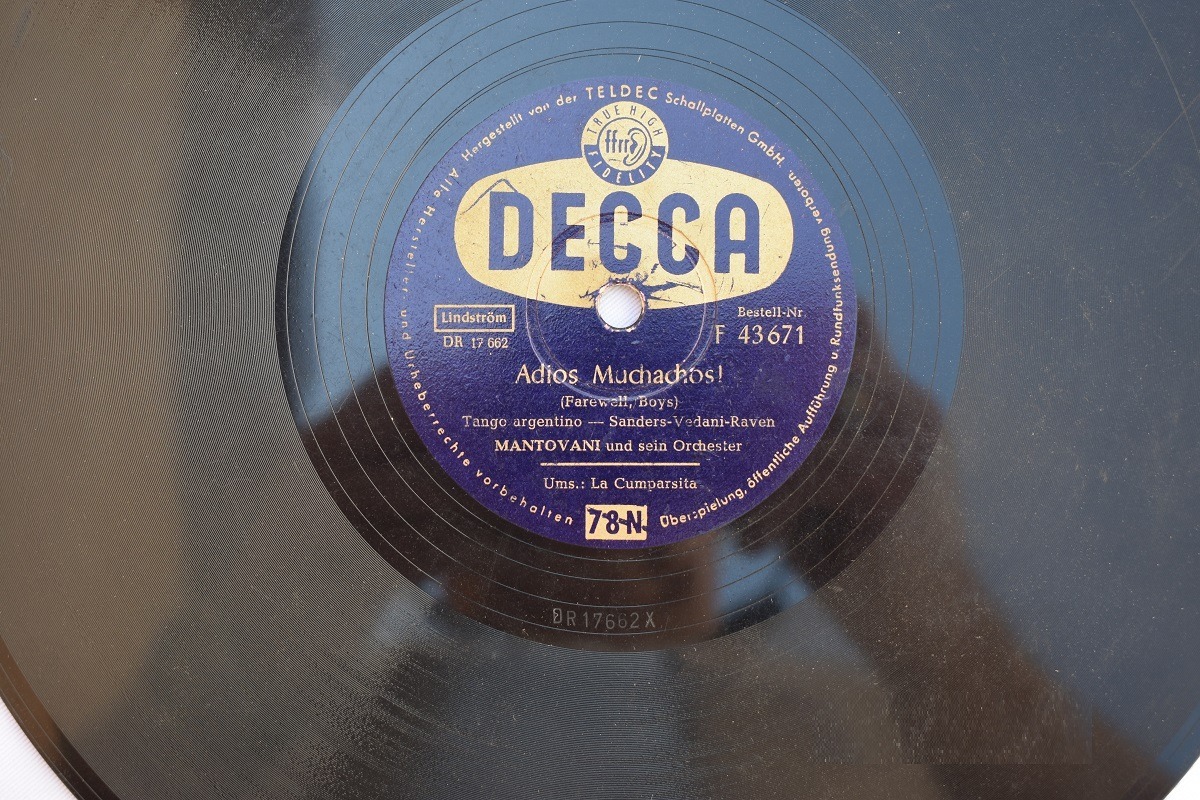 Alle Hersteller- und Urheberrechte vorbehalten
Hergestellt von der TELDEC Schallplatten GmbH.
Überspielung, öffentliche Aufführung u. Rundfunksendung verboten.
TRUE HIGH
ffrr
FIDELITY
DECCA
Lindström
DR 17 662
Bestell-Nr.
F 43671
Adios Muchachos!
(Farewell, Boys)
Tango argentino — Sanders-Vedani-Raven
MANTOVANI und sein Orchester
Ums.: La Cumparsita
78-N
DR17662X